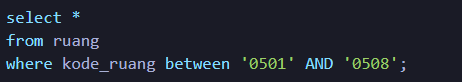 select *
from ruang
where kode_ruang between '0501' AND '0508';